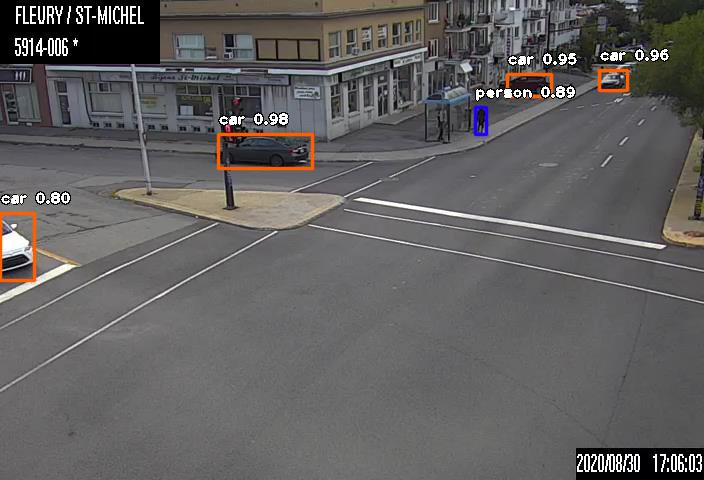 FLEURY / ST-MICHEL
5914-006 *
car 0.95
car 0.96
person 0.89
car 0.98
car 0.80
2020/08/30 17:06:03